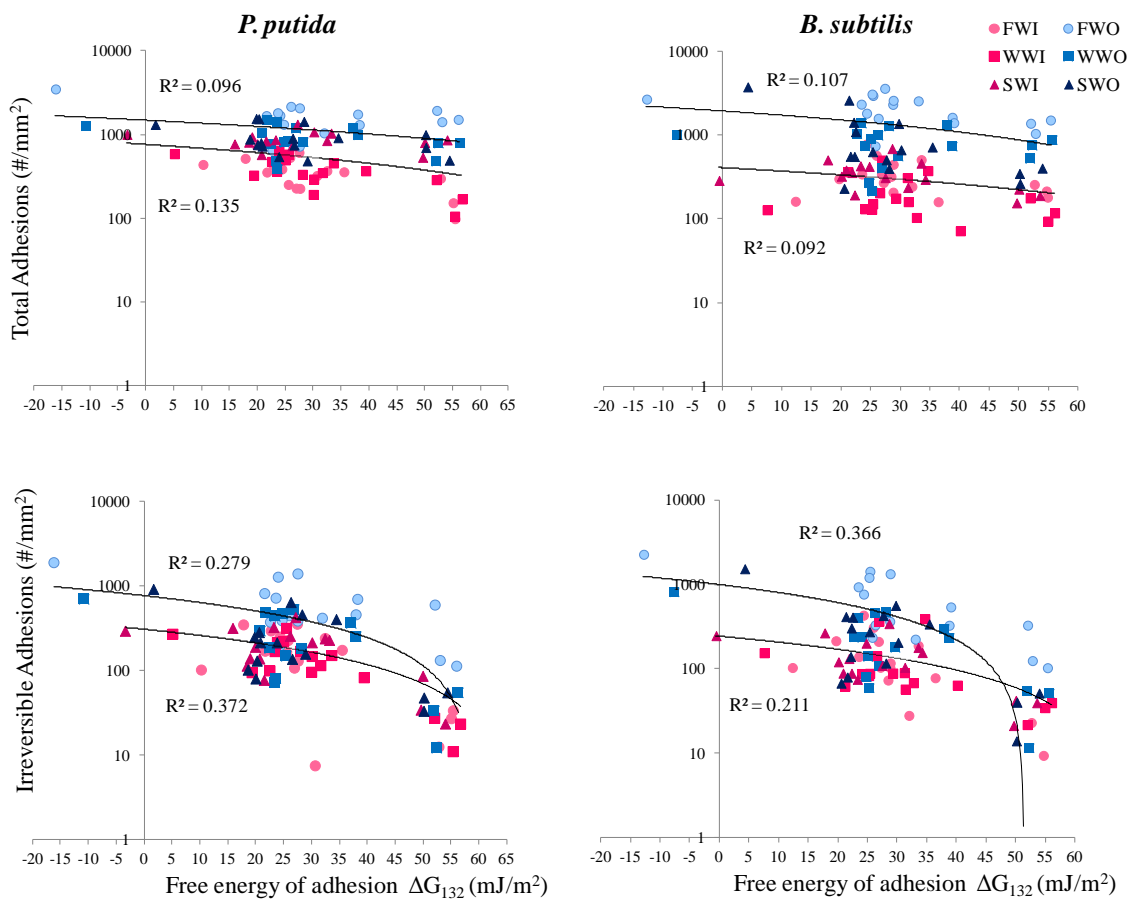 P. putida
B. subtilis
FWI
FWO
WWI
WWO
SWI
SWO
Total Adhesions (#/mm²)
10000
1000
100
10
1
R² = 0.096
R² = 0.135
-20 -15 -10 -5 0 5 10 15 20 25 30 35 40 45 50 55 60 65
10000
1000
100
10
1
R² = 0.107
R² = 0.092
-20 -15 -10 -5 0 5 10 15 20 25 30 35 40 45 50 55 60
Irreversible Adhesions (#/mm²)
10000
1000
100
10
1
R² = 0.279
R² = 0.372
-20 -15 -10 -5 0 5 10 15 20 25 30 35 40 45 50 55 60 65
Free energy of adhesion ΔG₁₃₂ (mJ/m²)
10000
1000
100
10
1
R² = 0.366
R² = 0.211
-20 -15 -10 -5 0 5 10 15 20 25 30 35 40 45 50 55 60
Free energy of adhesion ΔG₁₃₂ (mJ/m²)